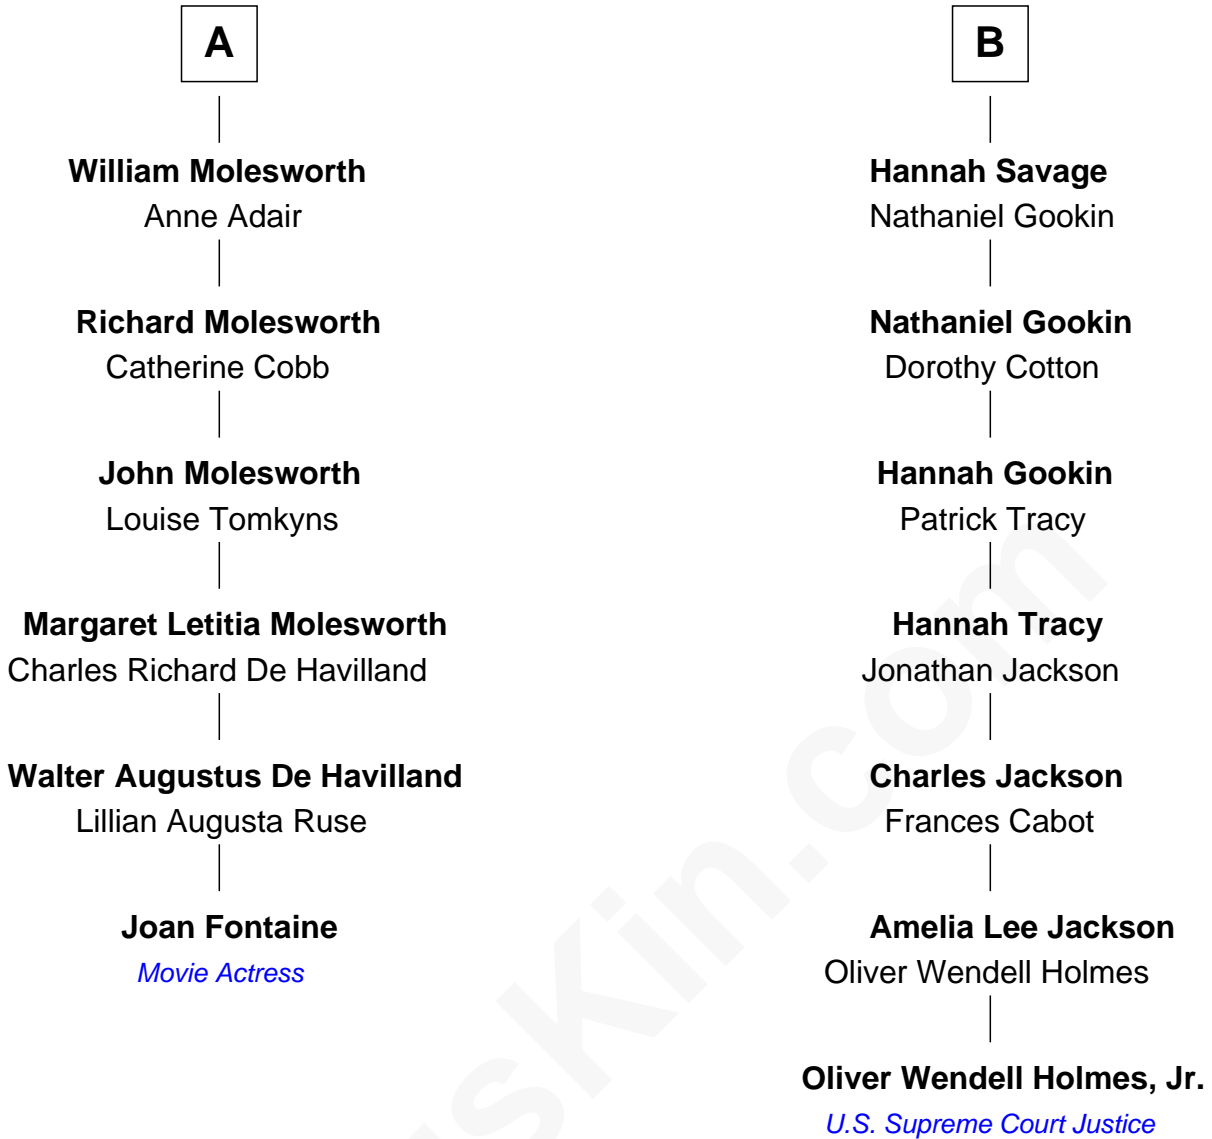 A
William Molesworth
Anne Adair
Richard Molesworth
Catherine Cobb
John Molesworth
Louise Tomkyns
Margaret Letitia Molesworth
Charles Richard De Havilland
Walter Augustus De Havilland
Lillian Augusta Ruse
Joan Fontaine
Movie Actress
B
Hannah Savage
Nathaniel Gookin
Nathaniel Gookin
Dorothy Cotton
Hannah Gookin
Patrick Tracy
Hannah Tracy
Jonathan Jackson
Charles Jackson
Frances Cabot
Amelia Lee Jackson
Oliver Wendell Holmes
Oliver Wendell Holmes, Jr.
U.S. Supreme Court Justice
sKin.com